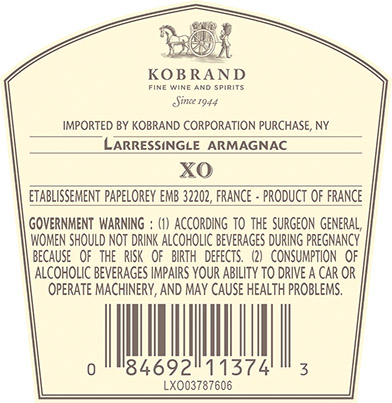 KOBRAND
FINE WINE AND SPIRITS
Since 1944
IMPORTED BY KOBRAND CORPORATION PURCHASE, NY
LARRESSINGLE ARMAGNAC
XO
ETABLISSEMENT PAPELOREY EMB 32202, FRANCE - PRODUCT OF FRANCE
GOVERNMENT WARNING : (1) ACCORDING TO THE SURGEON GENERAL,
WOMEN SHOULD NOT DRINK ALCOHOLIC BEVERAGES DURING PREGNANCY
BECAUSE OF THE RISK OF BIRTH DEFECTS. (2) CONSUMPTION OF
ALCOHOLIC BEVERAGES IMPAIRS YOUR ABILITY TO DRIVE A CAR OR
OPERATE MACHINERY, AND MAY CAUSE HEALTH PROBLEMS.
0 84692 11374 3
LXO03787606